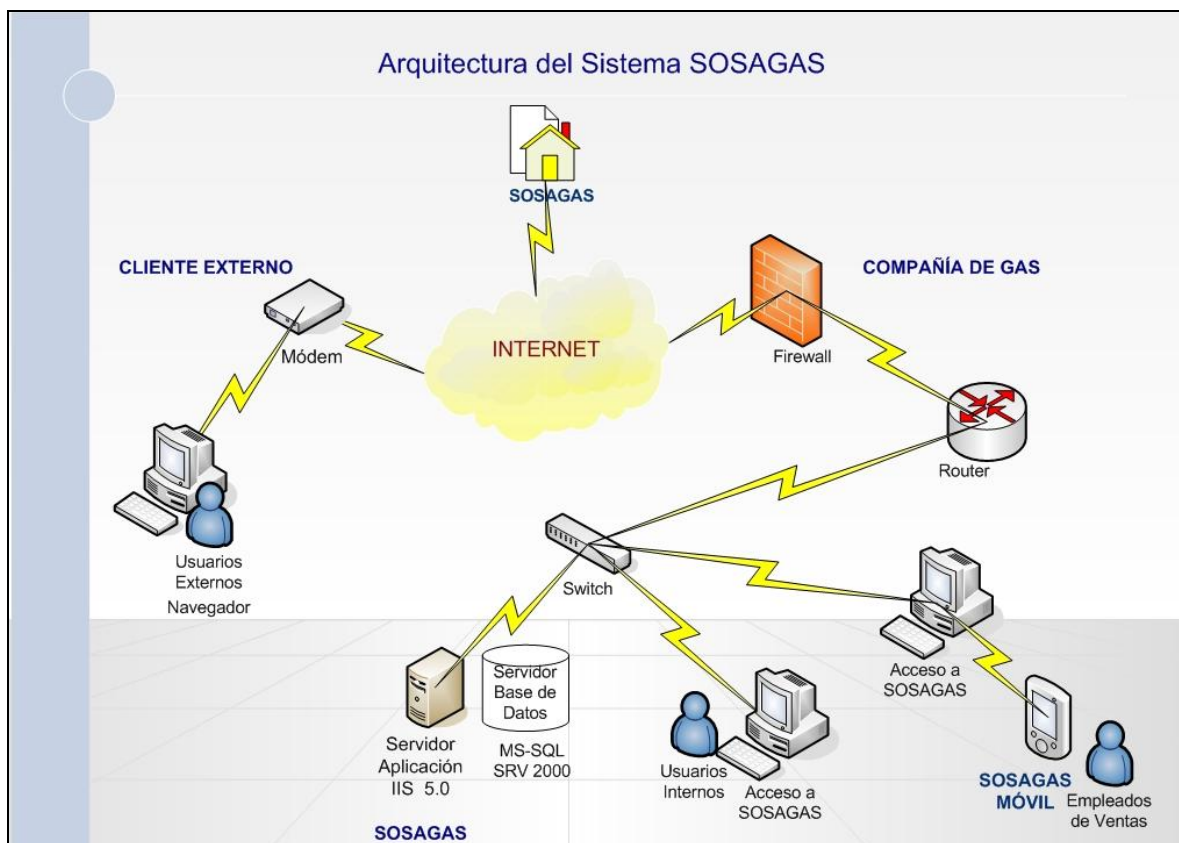 Arquitectura del Sistema SOSAGAS
SOSAGAS
CLIENTE EXTERNO
COMPAÑÍA DE GAS
INTERNET
Módem
Firewall
Router
Usuarios
Externos
Navegador
Switch
Servidor
Aplicación
IIS 5.0
Servidor
Base de
Datos
MS-SQL
SRV 2000
SOSAGAS
Usuarios
Internos
Acceso a
SOSAGAS
Acceso a
SOSAGAS
SOSAGAS
MÓVIL
Empleados
de Ventas